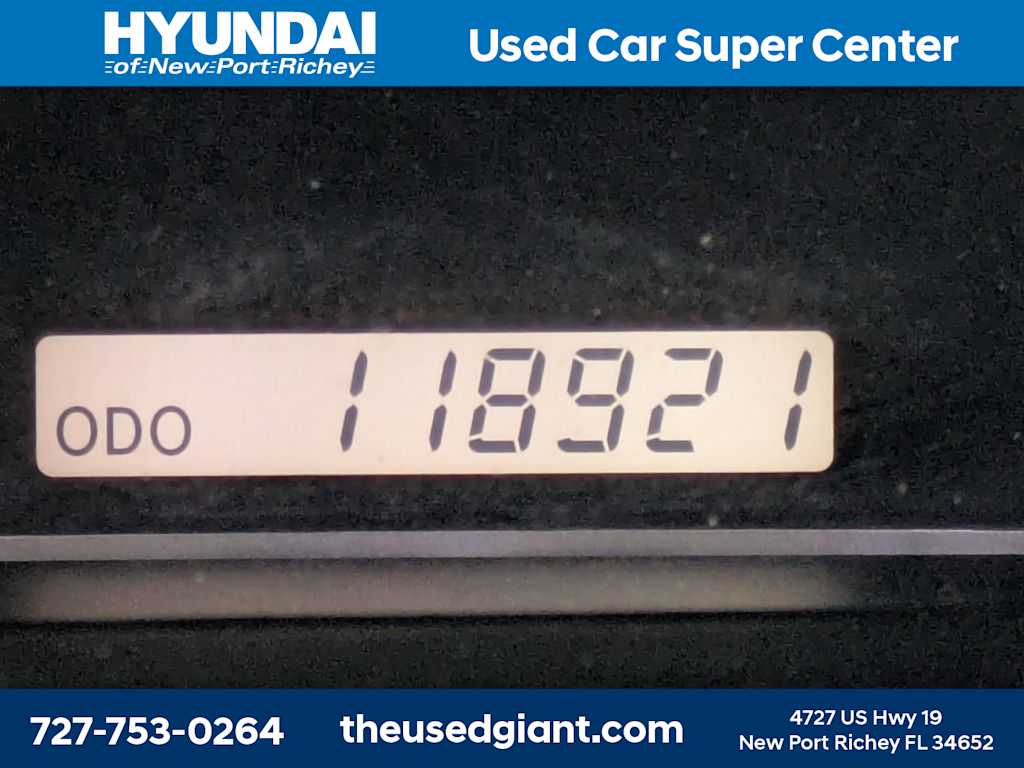 HYUNDAI
of New Port Richey
Used Car Super Center
ODO 118921
727-753-0264
theusedgiant.com
4727 US Hwy 19
New Port Richey FL 34652